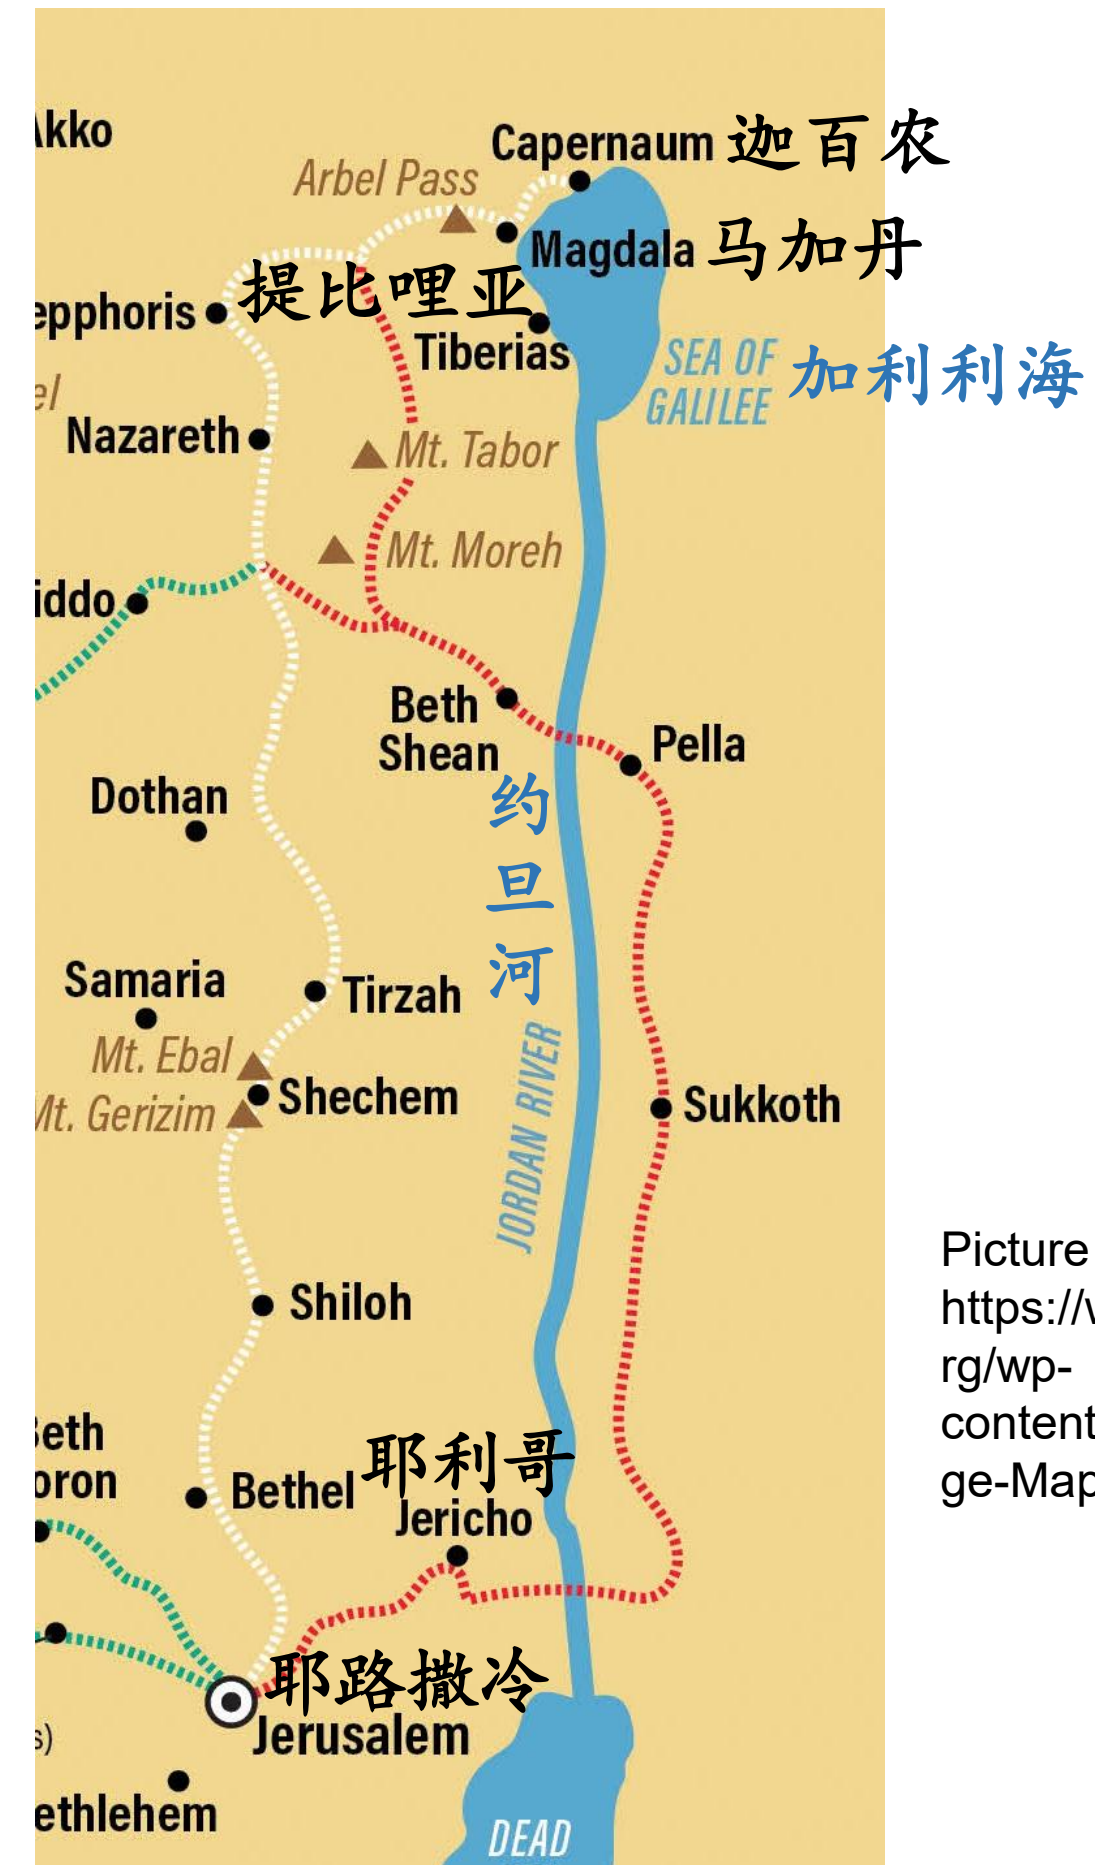 Akko
Capernaum 迦百农
Arbel Pass
Magdala 马加丹
提比哩亚
epphoris
Tiberias
SEA OF
GALILEE
加利利海
el
Nazareth
Mt. Tabor
Mt. Moreh
iddo
Beth
Shean
Pella
约
旦
河
Dothan
Samaria
Tirzah
Mt. Ebal
Shechem
Mt. Gerizim
Sukkoth
JORDAN RIVER
Picture
https://w
rg/wp-
content
ge-Map
Shiloh
Beth
oron
Bethel
耶利哥
Jericho
耶路撒冷
Jerusalem
s)
ethlehem
DEAD